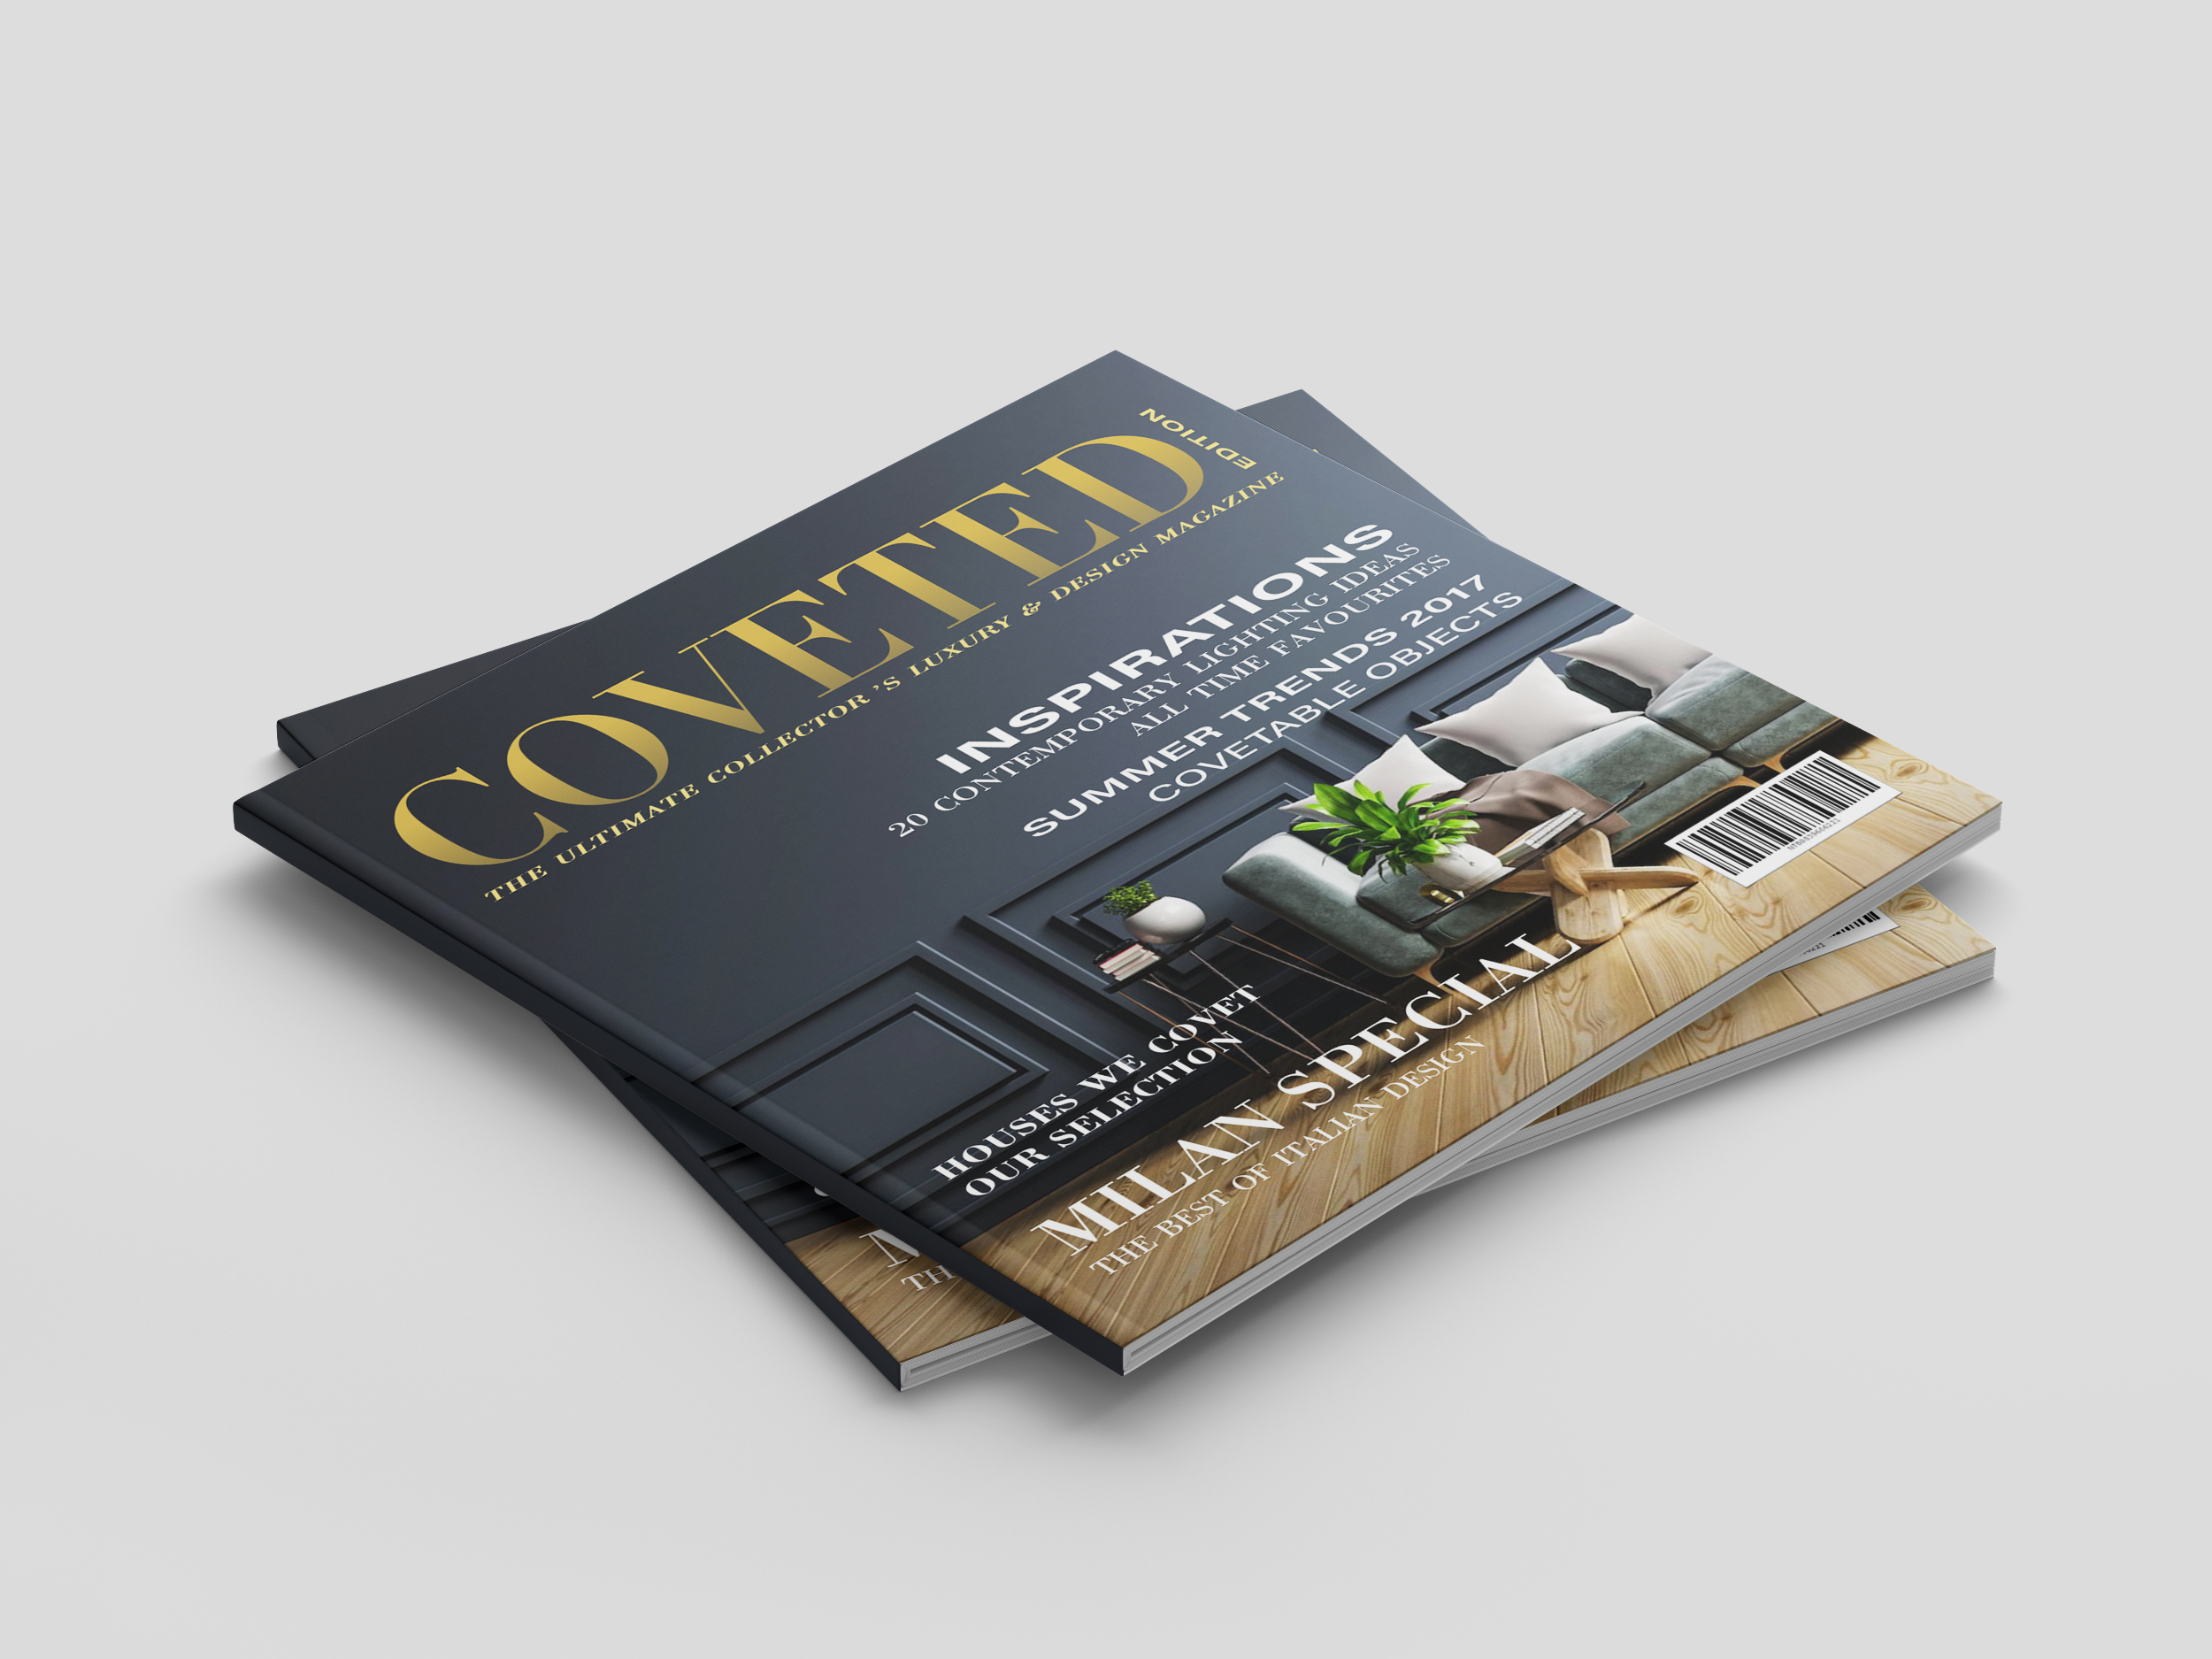 COVETED
EDITION
THE ULTIMATE COLLECTOR'S LUXURY & DESIGN MAGAZINE
INSPIRATIONS
20 CONTEMPORARY LIGHTING IDEAS
ALL TIME FAVOURITES
SUMMER TRENDS 2017
COVETABLE OBJECTS
HOUSES WE COVET
OUR SELECTION
MILAN SPECIAL
THE BEST OF ITALIAN DESIGN
M
TH